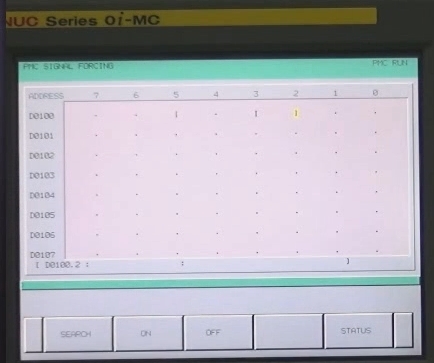 NUC Series 0i-MC
PMC SIGNAL FORCING PMC RUN
ADDRESS 7 6 5 4 3 2 1 0
D0100 . . I . I I . .
D0101 . . . . . . . .
D0102 . . . . . . . .
D0103 . . . . . . . .
D0104 . . . . . . . .
D0105 . . . . . . . .
D0106 . . . . . . . .
D0107 . . . . . . . .
( D0100.2 : : )
SEARCH ON OFF STATUS